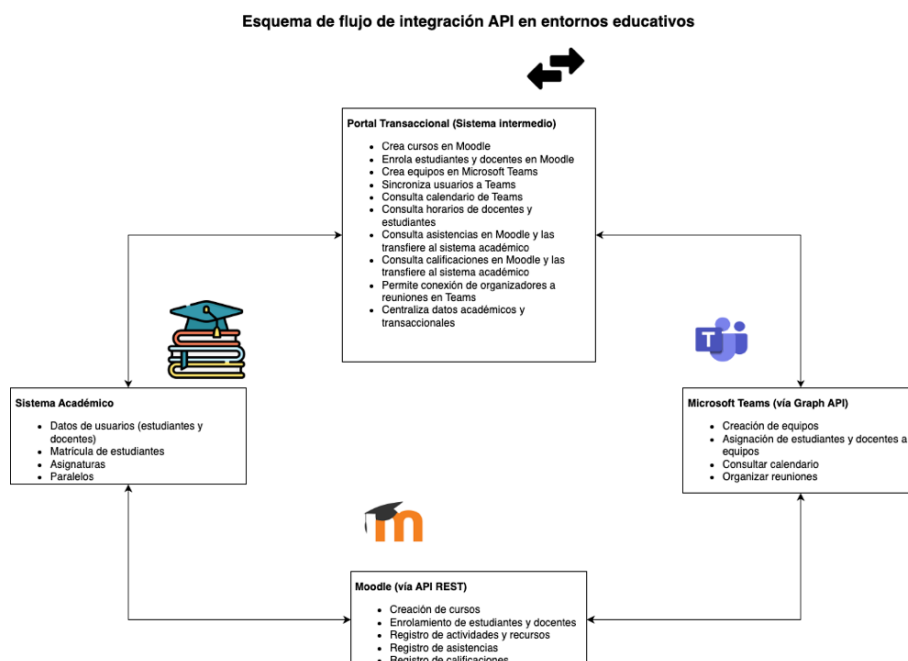 Esquema de flujo de integración API en entornos educativos
Portal Transaccional (Sistema intermedio)
• Crea cursos en Moodle
• Enrola estudiantes y docentes en Moodle
• Crea equipos en Microsoft Teams
• Sincroniza usuarios a Teams
• Consulta calendario de Teams
• Consulta horarios de docentes y
estudiantes
• Consulta asistencias en Moodle y las
transfiere al sistema académico
• Consulta calificaciones en Moodle y las
transfiere al sistema académico
• Permite conexión de organizadores a
reuniones en Teams
• Centraliza datos académicos y
transaccionales
Sistema Académico
• Datos de usuarios (estudiantes y
docentes)
• Matrícula de estudiantes
• Asignaturas
• Paralelos
T
Microsoft Teams (vía Graph API)
• Creación de equipos
• Asignación de estudiantes y docentes a
equipos
• Consultar calendario
• Organizar reuniones
m
Moodle (vía API REST)
• Creación de cursos
• Enrolamiento de estudiantes y docentes
• Registro de actividades y recursos
• Registro de asistencias
• Registro de calificaciones